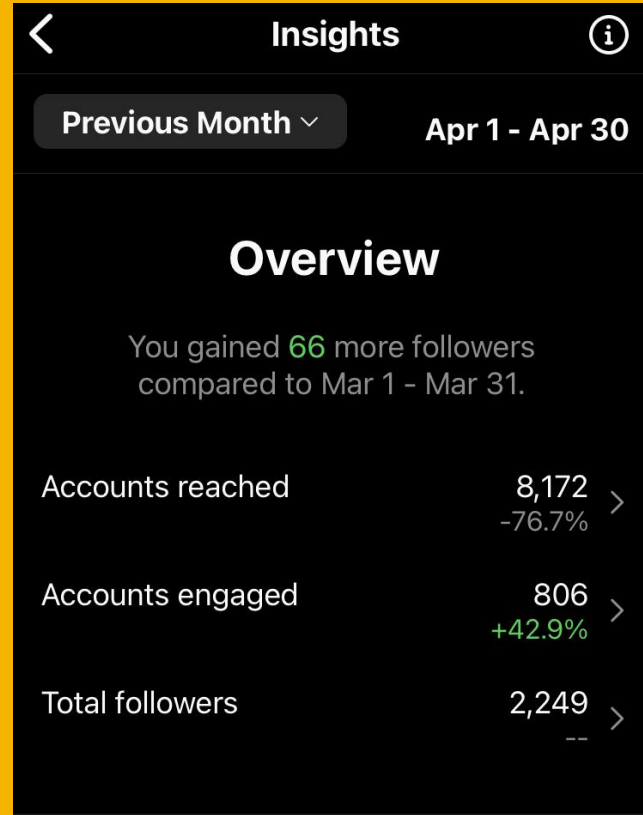 Insights
Previous Month
Apr 1 - Apr 30
Overview
You gained 66 more followers
compared to Mar 1 - Mar 31.
Accounts reached 8,172
-76.7%
Accounts engaged 806
+42.9%
Total followers 2,249
--